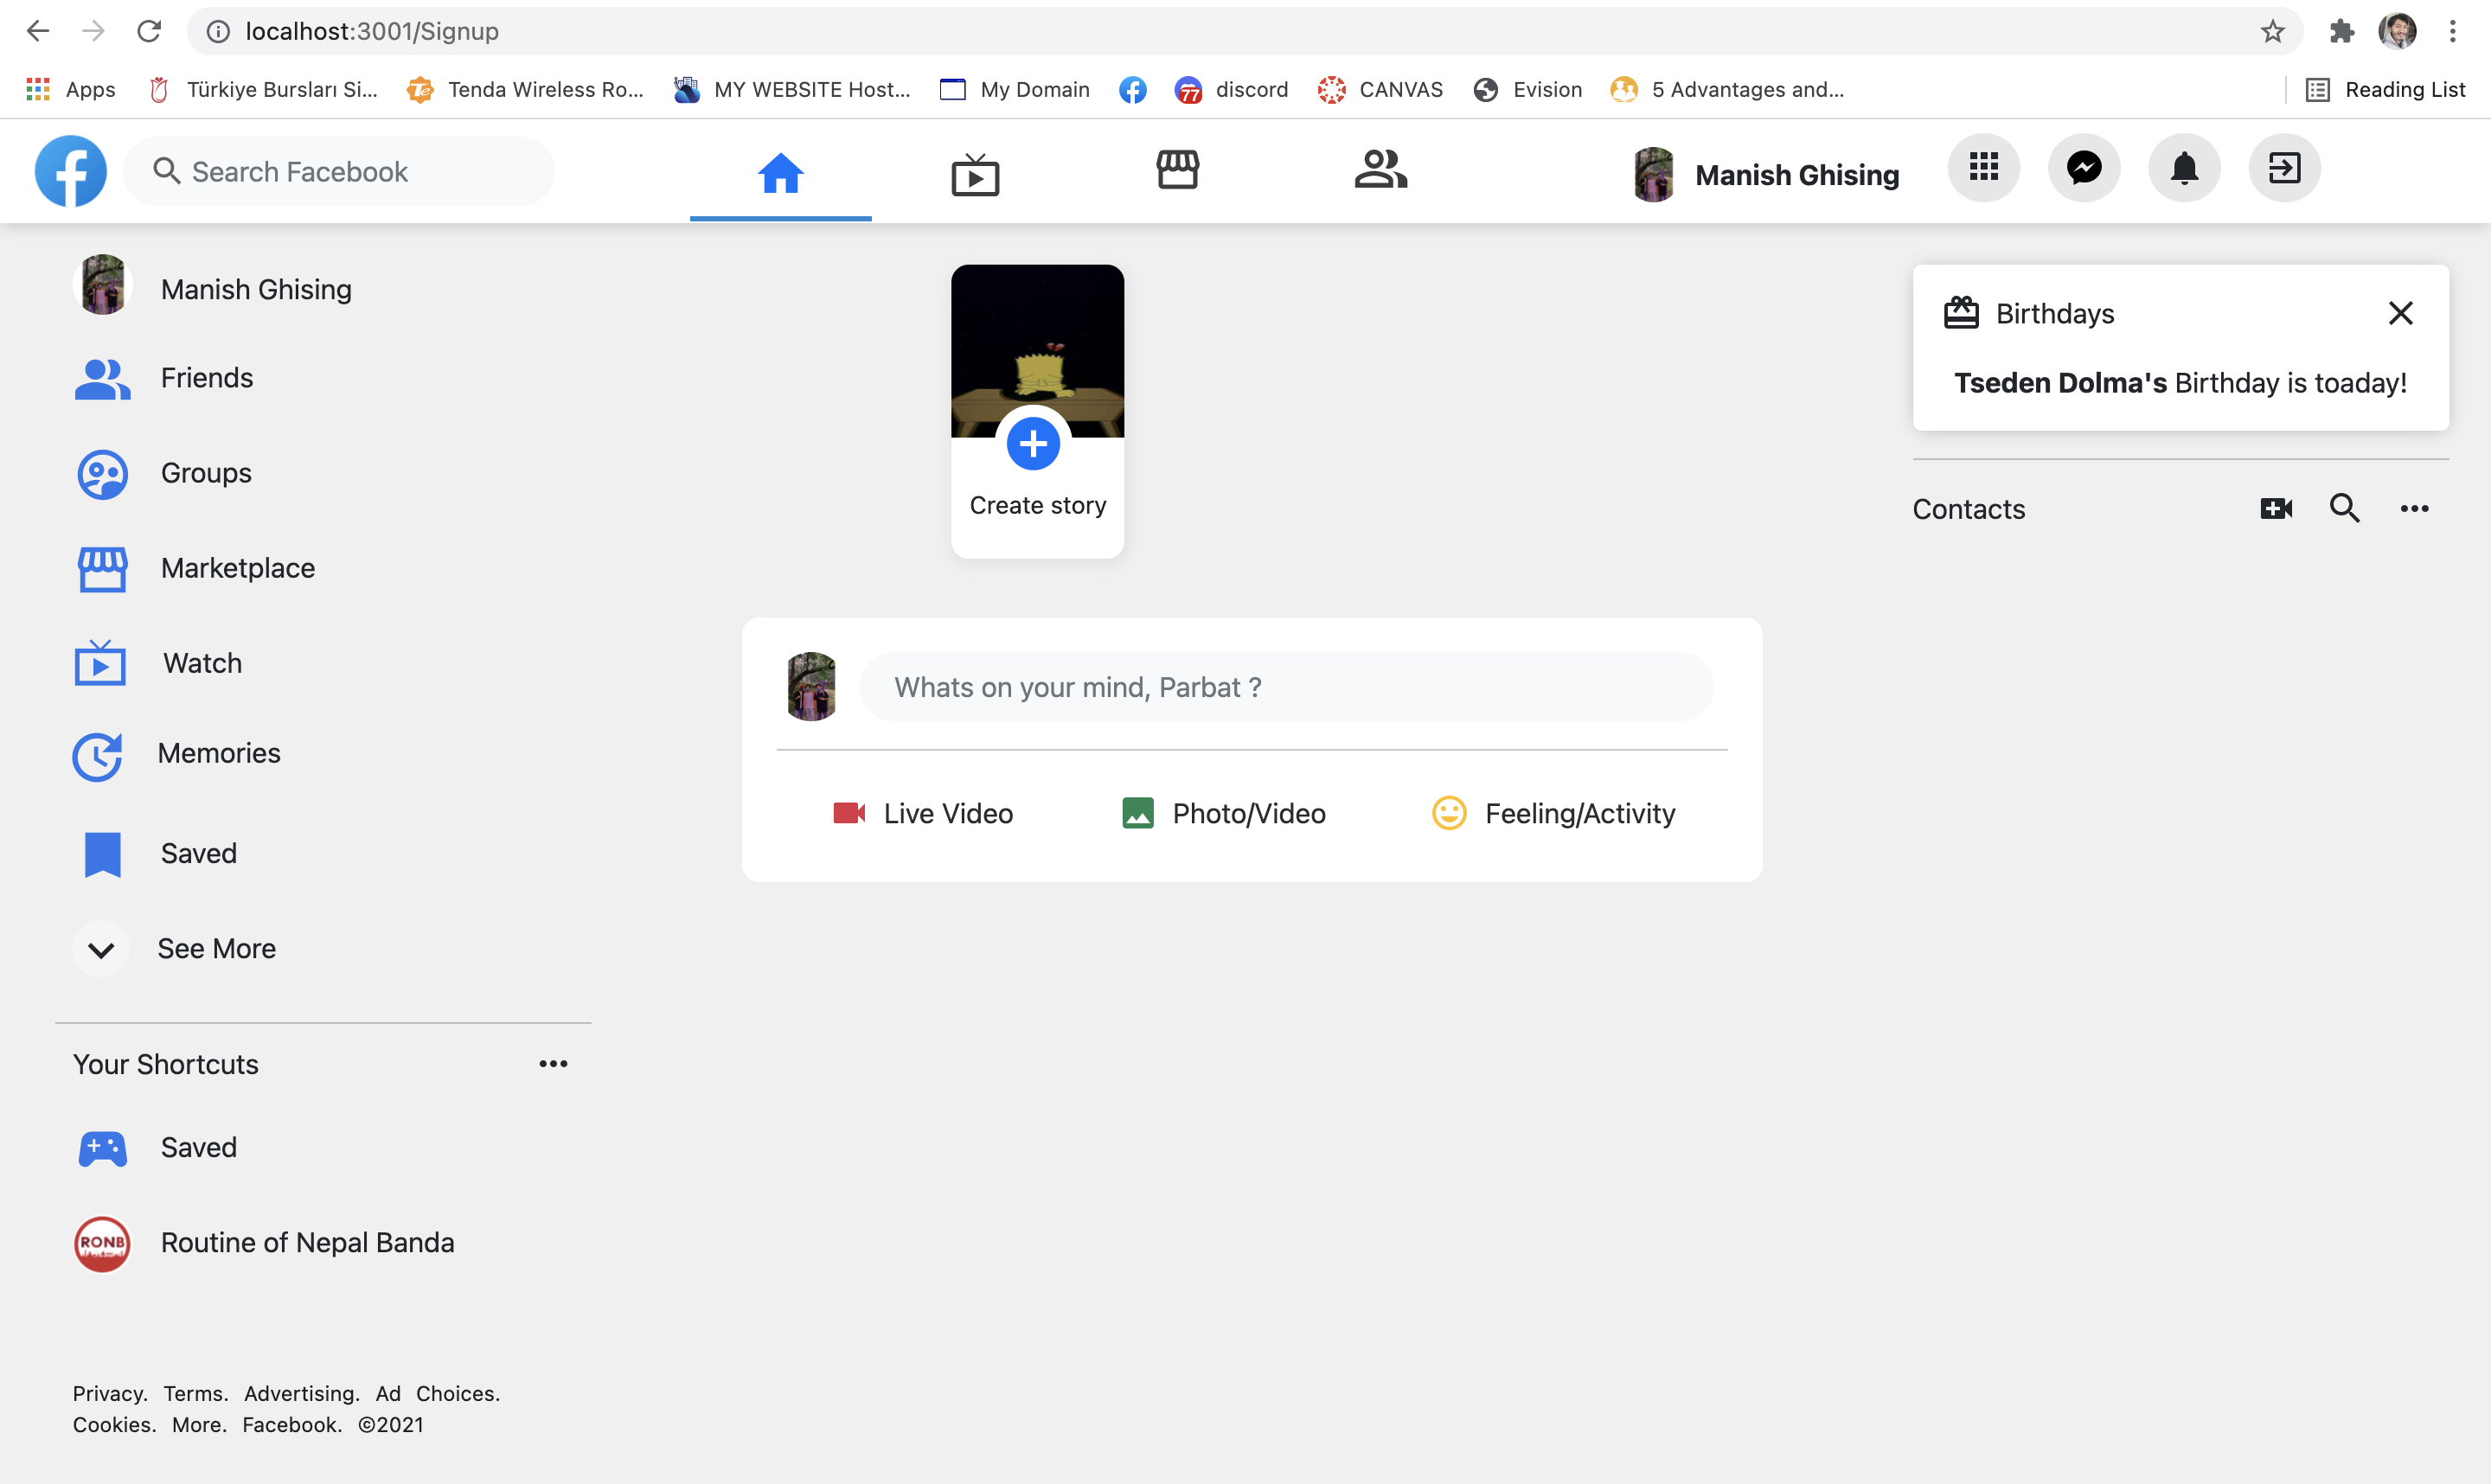 localhost:3001/Signup
Apps Türkiye Bursları Si... Tenda Wireless Ro... MY WEBSITE Host... My Domain 77 discord CANVAS Evision 5 Advantages and... Reading List
Search Facebook Manish Ghising
Manish Ghising
Friends
Groups
Marketplace
Watch
Memories
Saved
See More
Your Shortcuts
Saved
RONB Routine of Nepal Banda
Privacy. Terms. Advertising. Ad Choices.
Cookies. More. Facebook. ©2021
Create story
Whats on your mind, Parbat ?
Live Video Photo/Video Feeling/Activity
Birthdays
Tseden Dolma's Birthday is toaday!
Contacts